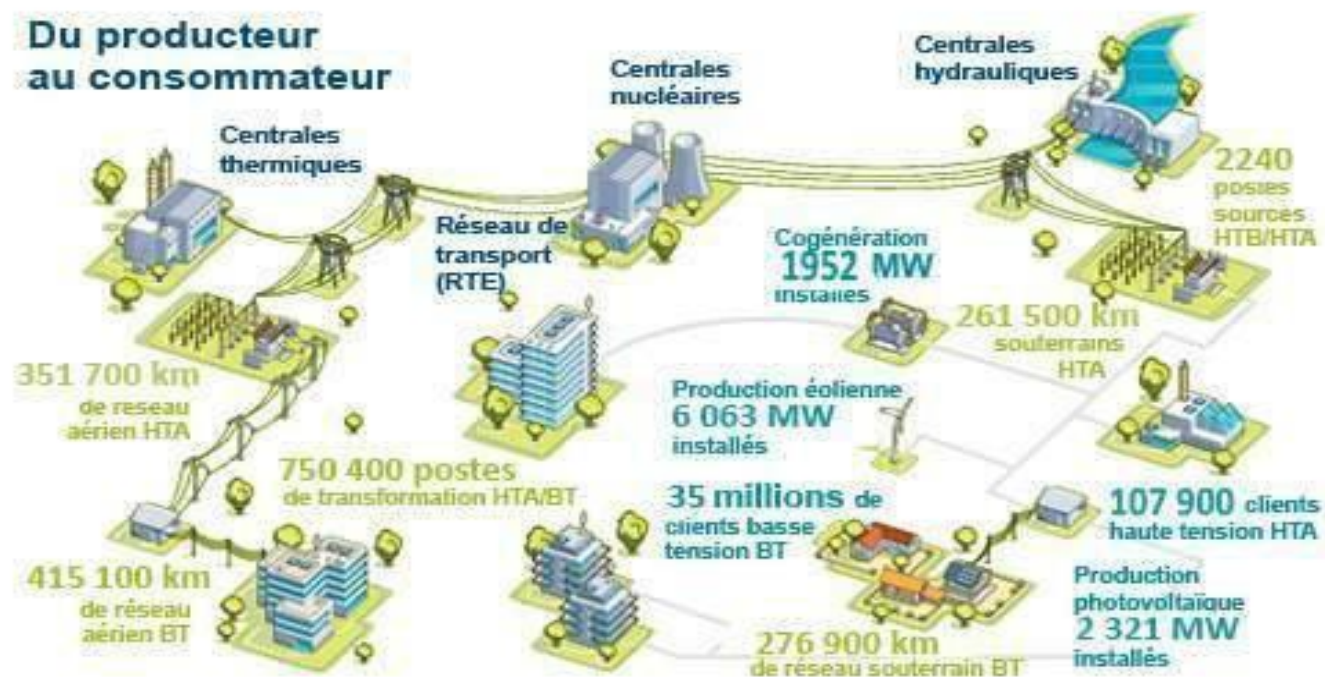 Du producteur
au consommateur
Centrales
thermiques
Centrales
nucléaires
Centrales
hydrauliques
2240
postes
sources
HTB/HTA
Réseau de
transport
(RTE)
Cogénération
1952 MW
installés
261 500 km
souterrains
HTA
351 700 km
de reseau
aérien HTA
Production éolienne
6 063 MW
installés
750 400 postes
de transformation HTA/BT
35 millions de
clients basse
tension BT
107 900 clients
haute tension HTA
415 100 km
de réseau
aérien BT
Production
photovoltaïque
2 321 MW
installés
276 900 km
de réseau souterrain BT